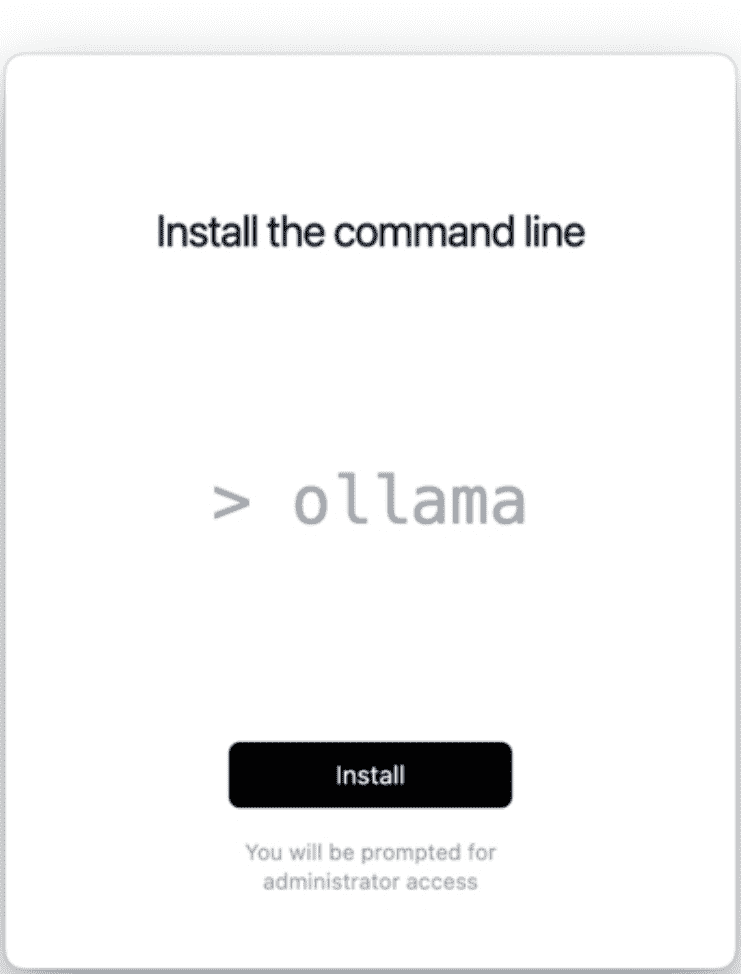 Install the command line
> ollama
Install
You will be prompted for
administrator access